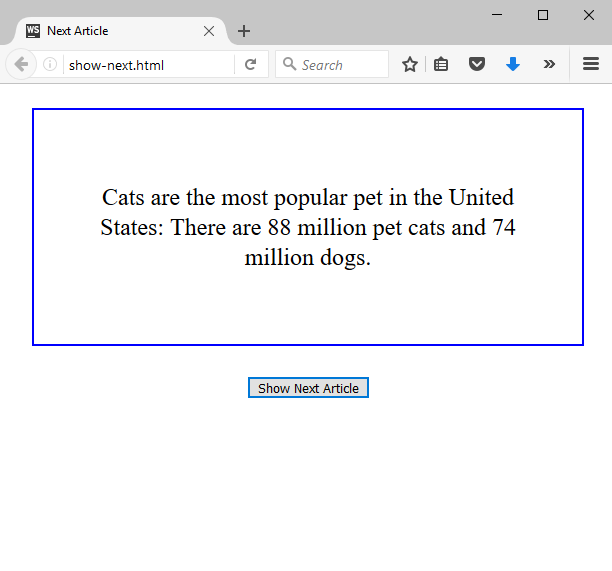 WS Next Article
show-next.html
Search
Cats are the most popular pet in the United
States: There are 88 million pet cats and 74
million dogs.
Show Next Article